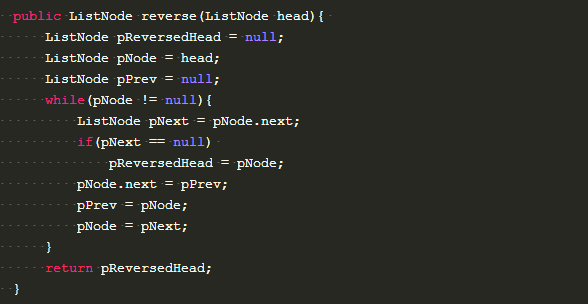 public ListNode reverse(ListNode head){
ListNode pReversedHead = null;
ListNode pNode = head;
ListNode pPrev = null;
while(pNode != null){
ListNode pNext = pNode.next;
if(pNext == null)
pReversedHead = pNode;
pNode.next = pPrev;
pPrev = pNode;
pNode = pNext;
}
return pReversedHead;
}